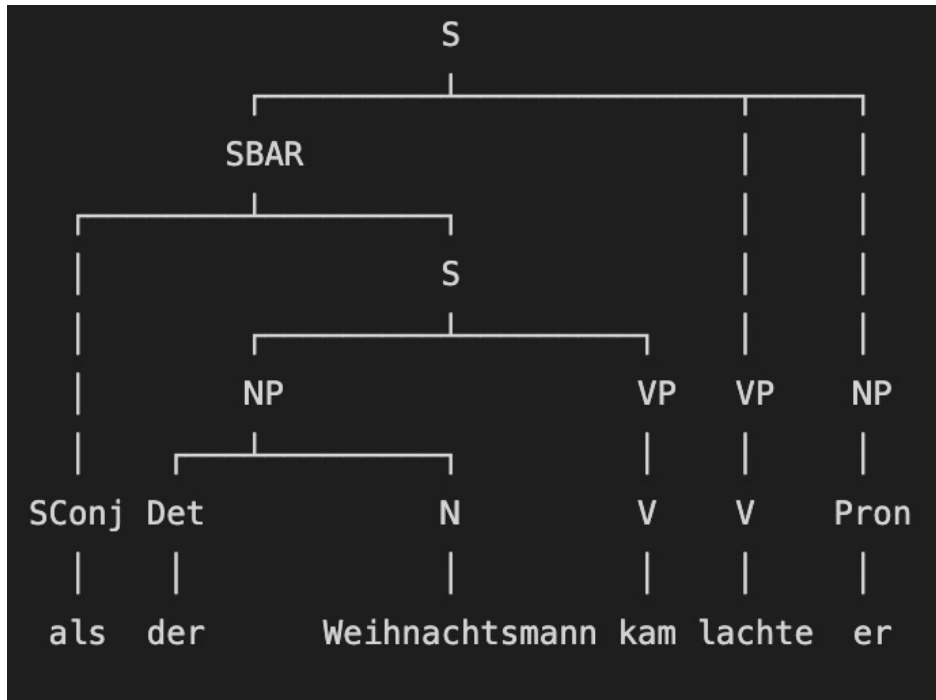 S
SBAR
S
NP VP VP NP
SConj Det N V V Pron
als der Weihnachtsmann kam lachte er